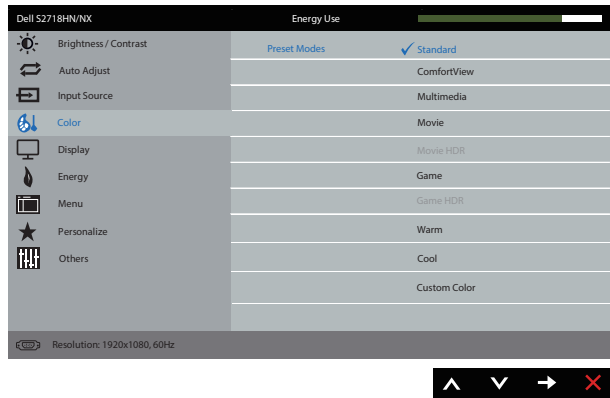 Dell S2718HN/NX
Energy Use
Brightness / Contrast
Auto Adjust
Input Source
Color
Display
Energy
Menu
Personalize
Others
Preset Modes
Standard
ComfortView
Multimedia
Movie
Movie HDR
Game
Game HDR
Warm
Cool
Custom Color
Resolution: 1920x1080, 60Hz